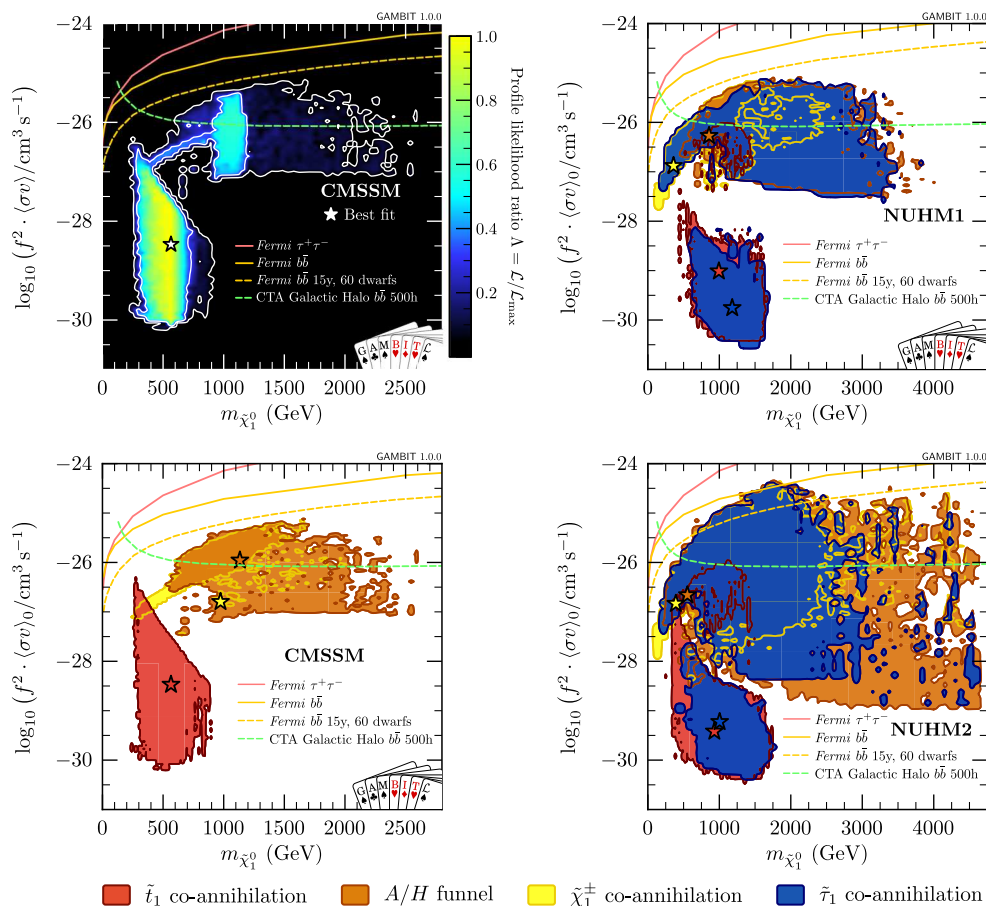 GAMBIT 1.0.0
−24
−26
−28
−30
log₁₀ (f² · ⟨σv⟩/cm³ s⁻¹)
0 500 1000 1500 2000 2500
m_χ̃⁰₁ (GeV)
CMSSM
Best fit
Fermi τ⁺τ⁻
Fermi bb̄
Fermi bb̄ 15y, 60 dwarfs
CTA Galactic Halo bb̄ 500h
GAMBIT
1.0
0.8
0.6
0.4
0.2
Profile likelihood ratio Λ = ℒ/ℒmax
GAMBIT 1.0.0
−24
−26
−28
−30
log₁₀ (f² · ⟨σv⟩₀/cm³ s⁻¹)
0 1000 2000 3000 4000
m_χ̃⁰₁ (GeV)
NUHM1
Fermi τ⁺τ⁻
Fermi bb̄
Fermi bb̄ 15y, 60 dwarfs
CTA Galactic Halo bb̄ 500h
GAMBITℒ
GAMBIT 1.0.0
−24
−26
−28
−30
log₁₀ (f² · ⟨σv⟩₀/cm³ s⁻¹)
0 500 1000 1500 2000 2500
m_χ̃⁰₁ (GeV)
CMSSM
Fermi τ⁺τ⁻
Fermi bb̄
Fermi bb̄ 15y, 60 dwarfs
CTA Galactic Halo bb̄ 500h
GAMBITℒ
GAMBIT 1.0.0
−24
−26
−28
−30
log₁₀ (f² · ⟨σv⟩₀/cm³ s⁻¹)
0 1000 2000 3000 4000
m_χ̃⁰₁ (GeV)
Fermi τ⁺τ⁻
NUHM2
Fermi bb̄
Fermi bb̄ 15y, 60 dwarfs
CTA Galactic Halo bb̄ 500h
t̃₁ co-annihilation
A/H funnel
χ̃₁^± co-annihilation
τ̃₁ co-annihilation